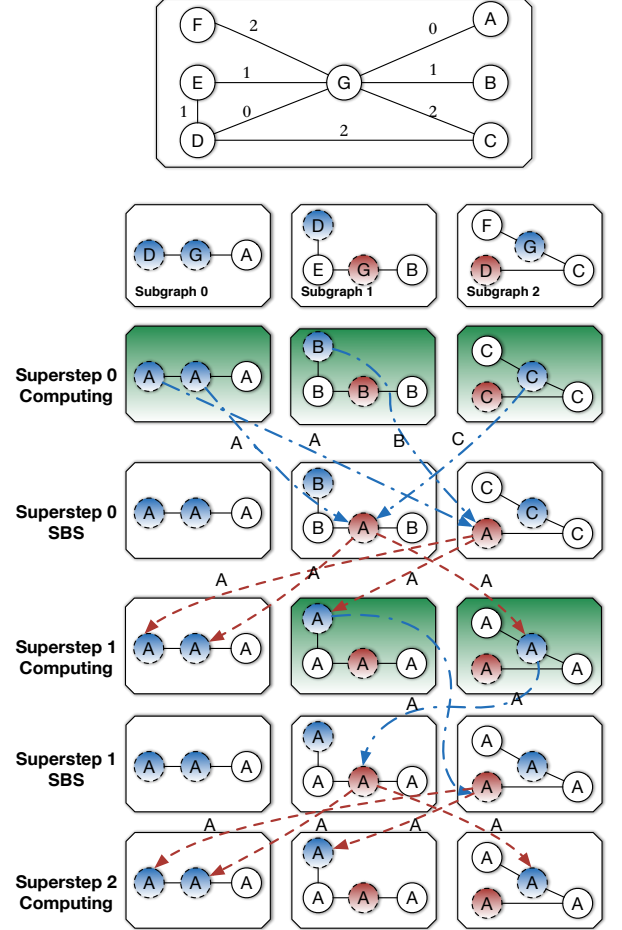 F 2 0 A
E 1 G 1 B
1 0 2
D 2 C
D G A
Subgraph 0
D
E G B
Subgraph 1
F G
D C
Subgraph 2
Superstep 0
Computing
A A A
B
B B B
C C
C C
A A B C
Superstep 0
SBS
A A A
B
B A B
C C
A C
A A A A
Superstep 1
Computing
A A A
A
A A A
A A
A A
A A
Superstep 1
SBS
A A A
A
A A A
A A
A A
A A A A
Superstep 2
Computing
A A A
A
A A A
A A
A A